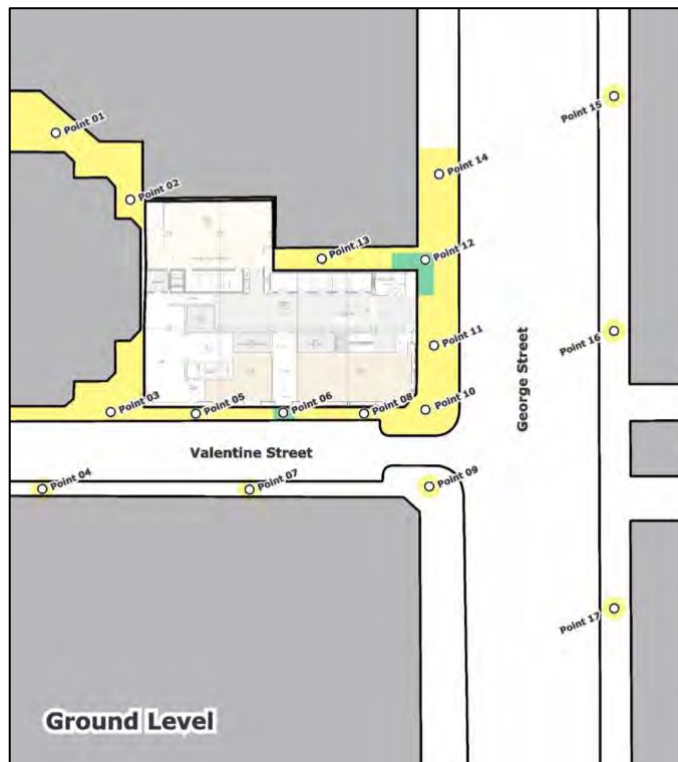 Point 01
Point 15
Point 14
Point 02
Point 13
Point 12
George Street
Point 16
Point 11
Point 03
Point 05
Point 06
Point 08
Point 10
Valentine Street
Point 04
Point 07
Point 09
Point 17
Ground Level